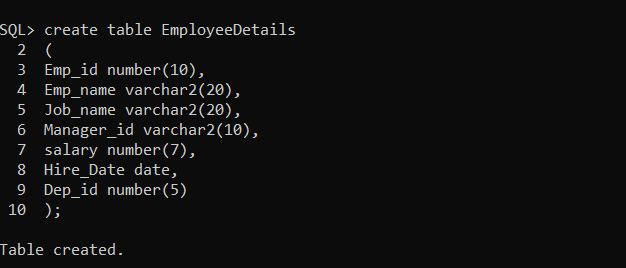 SQL> create table EmployeeDetails
2 (
3 Emp_id number(10),
4 Emp_name varchar2(20),
5 Job_name varchar2(20),
6 Manager_id varchar2(10),
7 salary number(7),
8 Hire_Date date,
9 Dep_id number(5)
10 );
Table created.